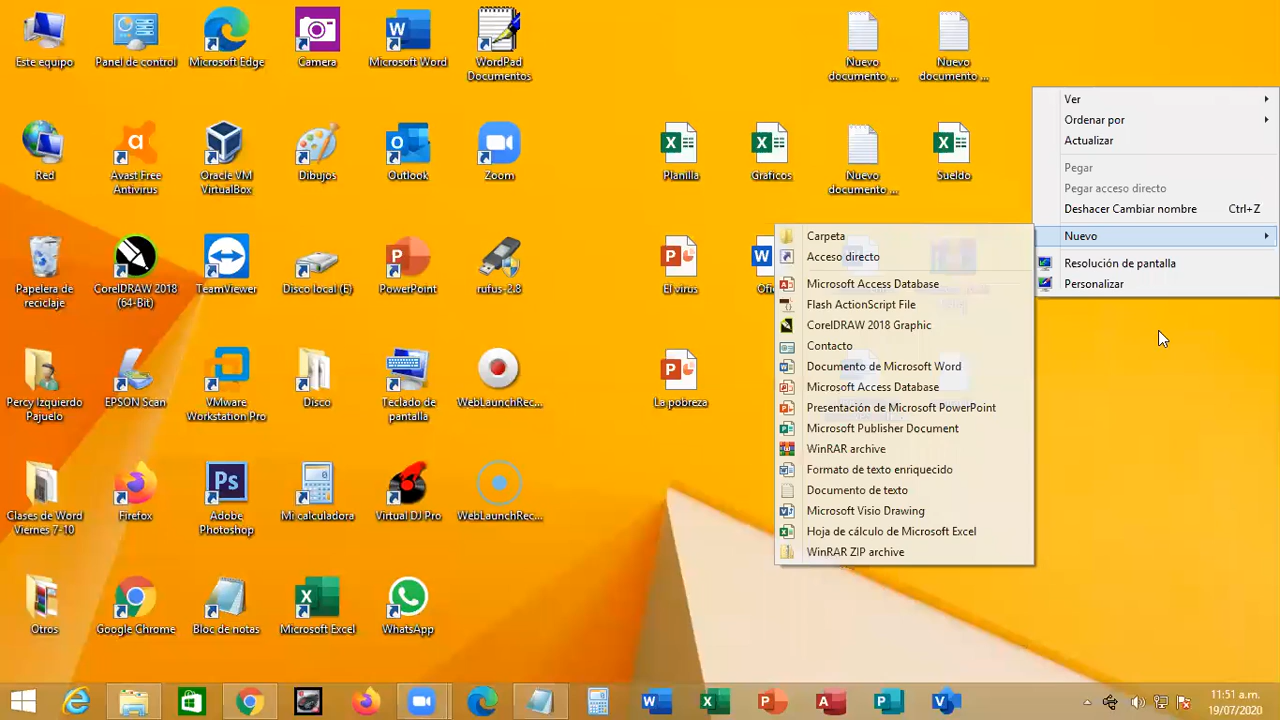 Este equipo
Panel de control
Microsoft Edge
Camera
Microsoft Word
WordPad
Documentos
Nuevo
documento ...
Nuevo
documento ...
Red
Avast Free
Antivirus
Oracle VM
VirtualBox
Dibujos
Outlook
Zoom
Planilla
Graficos
Nuevo
documento ...
Sueldo
Papelera de
reciclaje
CorelDRAW 2018
(64-Bit)
TeamViewer
Disco local (E)
PowerPoint
rufus-2.8
El virus
Percy Izquierdo
Pajuelo
EPSON Scan
VMware
Workstation Pro
Disco
Teclado de
pantalla
WebLaunchRec...
La pobreza
Clases de Word
Viernes 7-10
Firefox
Adobe
Photoshop
Mi calculadora
Virtual DJ Pro
WebLaunchRec...
Otros
Google Chrome
Bloc de notas
Microsoft Excel
WhatsApp
Ver
Ordenar por
Actualizar
Pegar
Pegar acceso directo
Deshacer Cambiar nombre Ctrl+Z
Nuevo
Resolución de pantalla
Personalizar
Carpeta
Acceso directo
Microsoft Access Database
Flash ActionScript File
CorelDRAW 2018 Graphic
Contacto
Documento de Microsoft Word
Microsoft Access Database
Presentación de Microsoft PowerPoint
Microsoft Publisher Document
WinRAR archive
Formato de texto enriquecido
Documento de texto
Microsoft Visio Drawing
Hoja de cálculo de Microsoft Excel
WinRAR ZIP archive
11:51 a.m.
19/07/2020